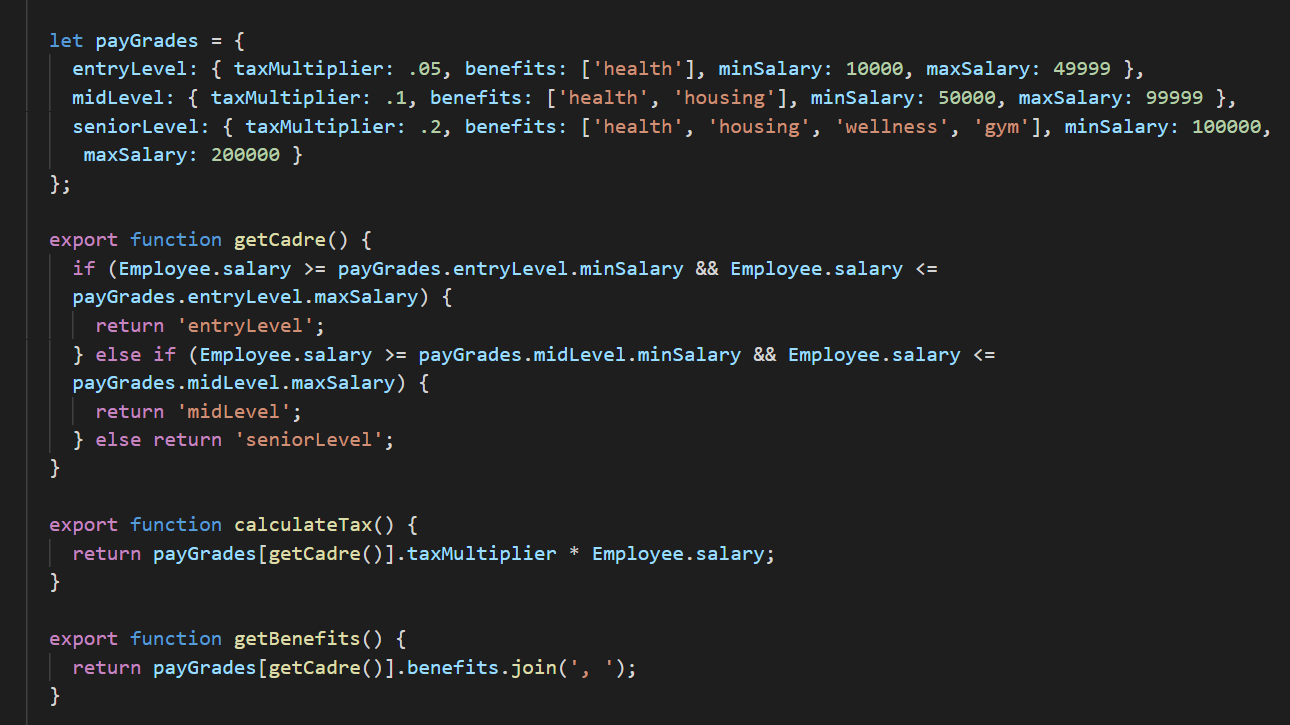 let payGrades = {
  entryLevel: { taxMultiplier: .05, benefits: ['health'], minSalary: 10000, maxSalary: 49999 },
  midLevel: { taxMultiplier: .1, benefits: ['health', 'housing'], minSalary: 50000, maxSalary: 99999 },
  seniorLevel: { taxMultiplier: .2, benefits: ['health', 'housing', 'wellness', 'gym'], minSalary: 100000,
   maxSalary: 200000 }
};

export function getCadre() {
  if (Employee.salary >= payGrades.entryLevel.minSalary && Employee.salary <=
  payGrades.entryLevel.maxSalary) {
    return 'entryLevel';
  } else if (Employee.salary >= payGrades.midLevel.minSalary && Employee.salary <=
  payGrades.midLevel.maxSalary) {
    return 'midLevel';
  } else return 'seniorLevel';
}

export function calculateTax() {
  return payGrades[getCadre()].taxMultiplier * Employee.salary;
}

export function getBenefits() {
  return payGrades[getCadre()].benefits.join(', ');
}